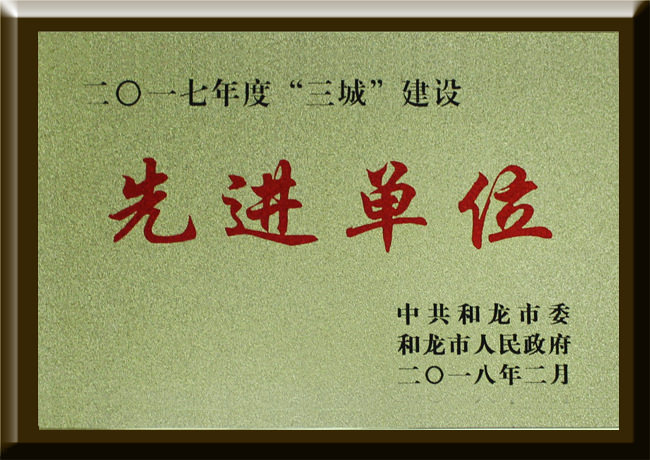 二〇一七年度“三城”建设
先进单位
中共和龙市委
和龙市人民政府
二〇一八年二月